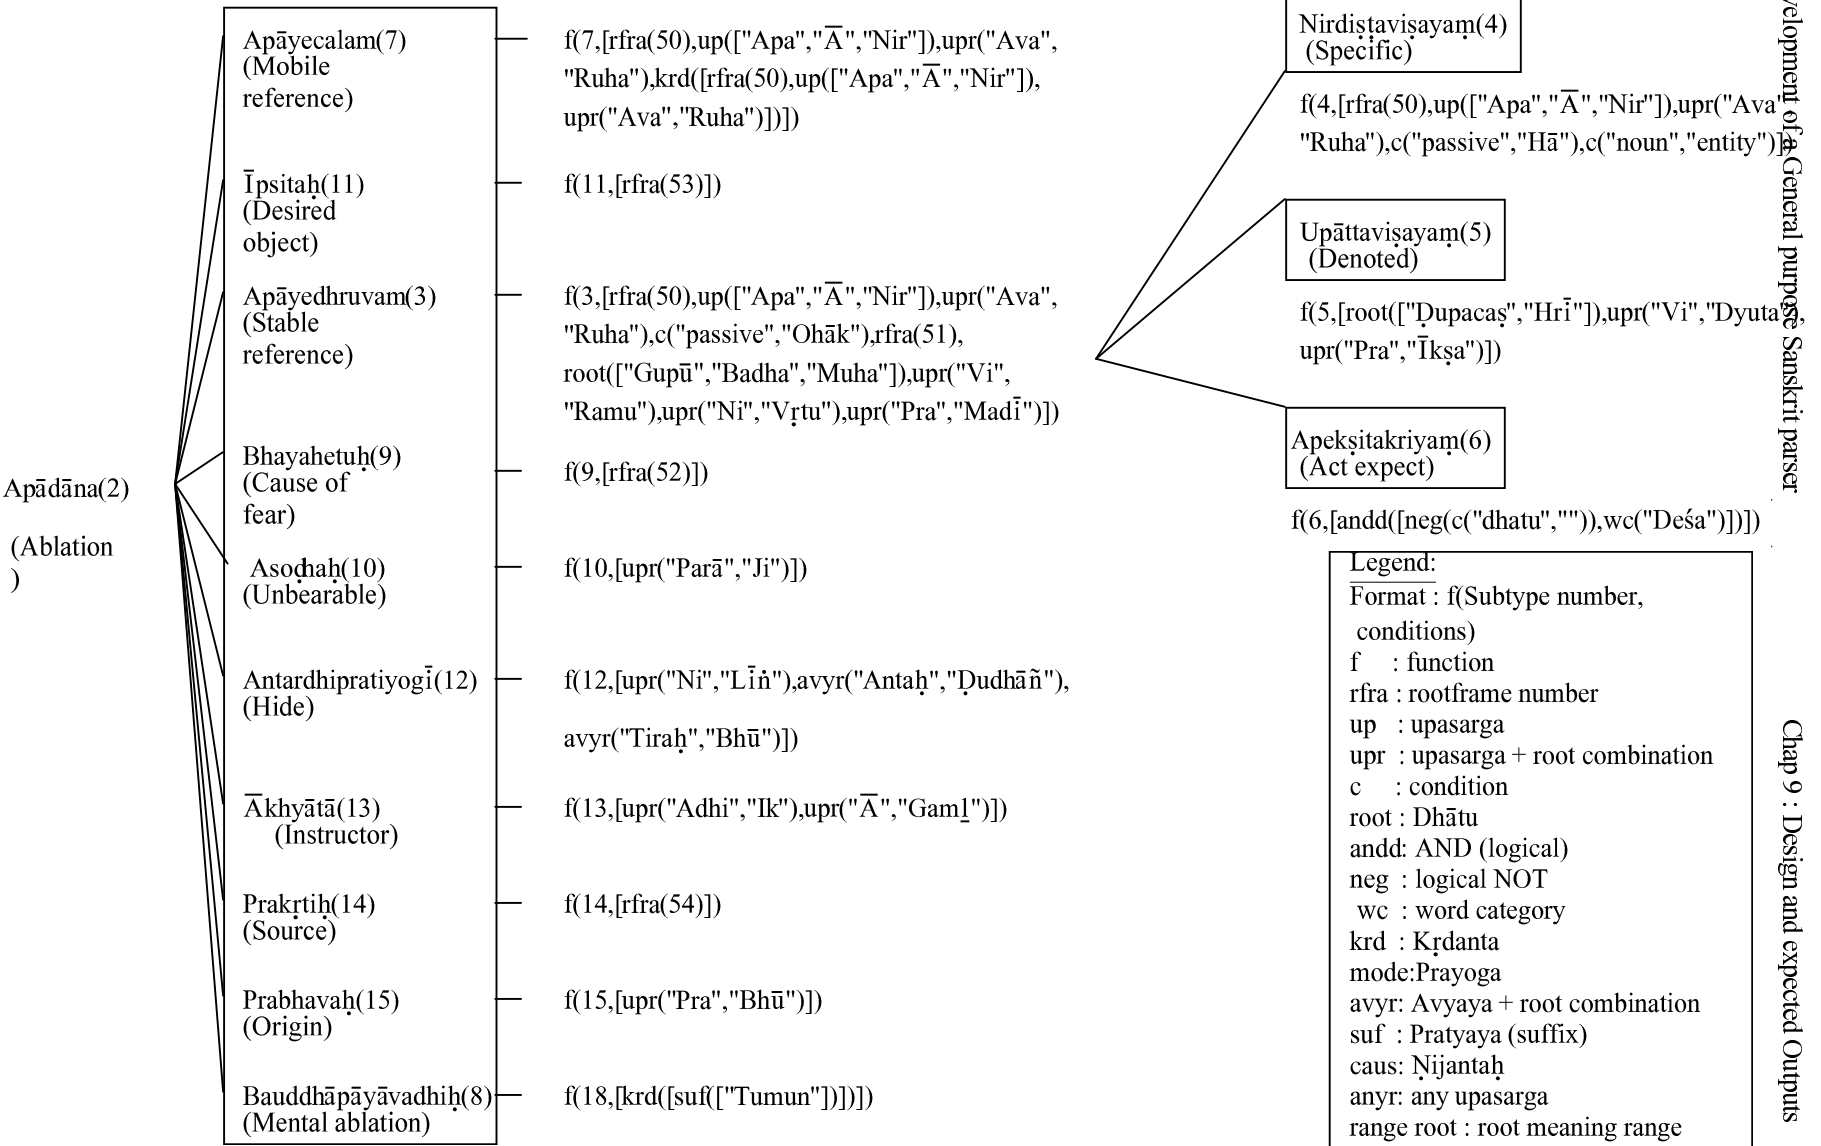 Apādāna(2)
(Ablation
)
Apāyecalam(7)
(Mobile
reference)
f(7,[rfra(50),up(["Apa","Ā","Nir"]),upr("Ava",
"Ruha"),krd([rfra(50),up(["Apa","Ā","Nir"]),
upr("Ava","Ruha")])])
Īpsitaḥ(11)
(Desired
object)
f(11,[rfra(53)])
Apāyedhruvam(3)
(Stable
reference)
f(3,[rfra(50),up(["Apa","Ā","Nir"]),upr("Ava",
"Ruha"),c("passive","Ohāk"),rfra(51),
root(["Gupū","Badha","Muha"]),upr("Vi",
"Ramu"),upr("Ni","Vṛtu"),upr("Pra","Madī")])
Bhayahetuḥ(9)
(Cause of
fear)
f(9,[rfra(52)])
Asoḍhaḥ(10)
(Unbearable)
f(10,[upr("Parā","Ji")])
Antardhipratiyogī(12)
(Hide)
f(12,[upr("Ni","Līṅ"),avyr("Antaḥ","Ḍudhāñ"),
avyr("Tiraḥ","Bhū")])
Ākhyātā(13)
(Instructor)
f(13,[upr("Adhi","Ik"),upr("Ā","Gamḻ")])
Prakṛtiḥ(14)
(Source)
f(14,[rfra(54)])
Prabhavaḥ(15)
(Origin)
f(15,[upr("Pra","Bhū")])
Bauddhāpāyāvadhiḥ(8)
(Mental ablation)
f(18,[krd([suf(["Tumun"])])])
Nirdiṣṭaviṣayaṃ(4)
(Specific)
f(4,[rfra(50),up(["Apa","Ā","Nir"]),upr("Ava"
"Ruha"),c("passive","Hā"),c("noun","entity")])
Upāttaviṣayaṃ(5)
(Denoted)
f(5,[root(["Ḍupacaṣ","Hrī"]),upr("Vi","Dyuta"),
upr("Pra","Īkṣa")])
Apekṣitakriyaṃ(6)
(Act expect)
f(6,[andd([neg(c("dhatu","")),wc("Deśa")])])
Legend:
Format : f(Subtype number,
conditions)
f : function
rfra : rootframe number
up : upasarga
upr : upasarga + root combination
c : condition
root : Dhātu
andd: AND (logical)
neg : logical NOT
wc : word category
krd : Kṛdanta
mode:Prayoga
avyr: Avyaya + root combination
suf : Pratyaya (suffix)
caus: Ṇijantaḥ
anyr: any upasarga
range root : root meaning range
velopment of a General purpose Sanskrit parser
Chap 9 : Design and expected Outputs